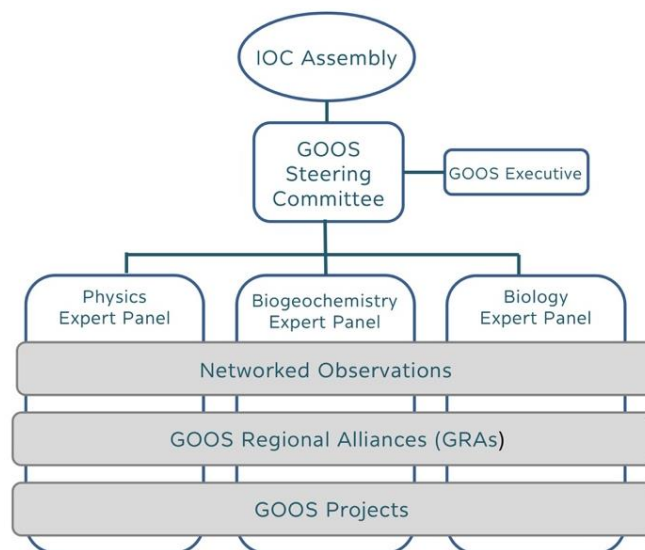 IOC Assembly
GOOS
Steering
Committee
GOOS Executive
Physics
Expert Panel
Biogeochemistry
Expert Panel
Biology
Expert Panel
Networked Observations
GOOS Regional Alliances (GRAs)
GOOS Projects